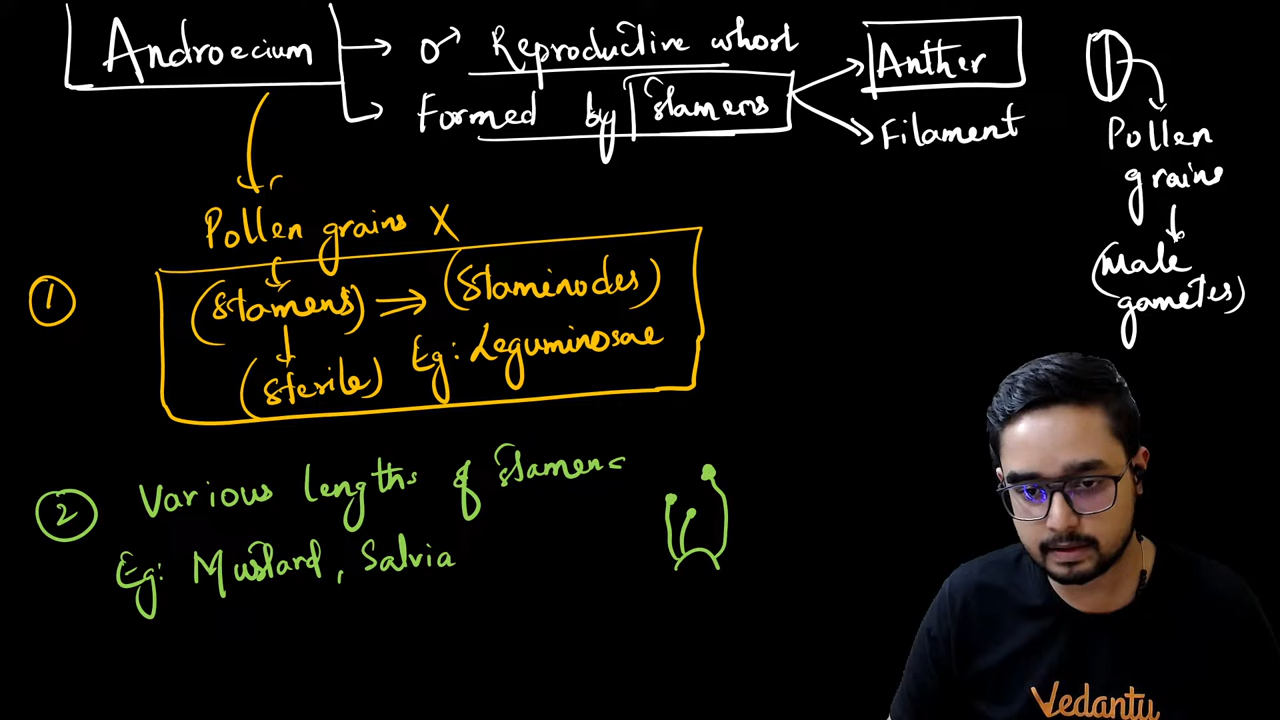 Androecium → ♂ Reproductive whorl
→ Formed by Stamens
→ Anther
→ Filament
Pollen
grains
↓
(Male
gametes)
Pollen grains X
① (Stamens) ⇒ (Staminodes)
(Sterile) Eg: Leguminosae
② Various lengths of Stamens
Eg: Mustard, Salvia
Vedantu